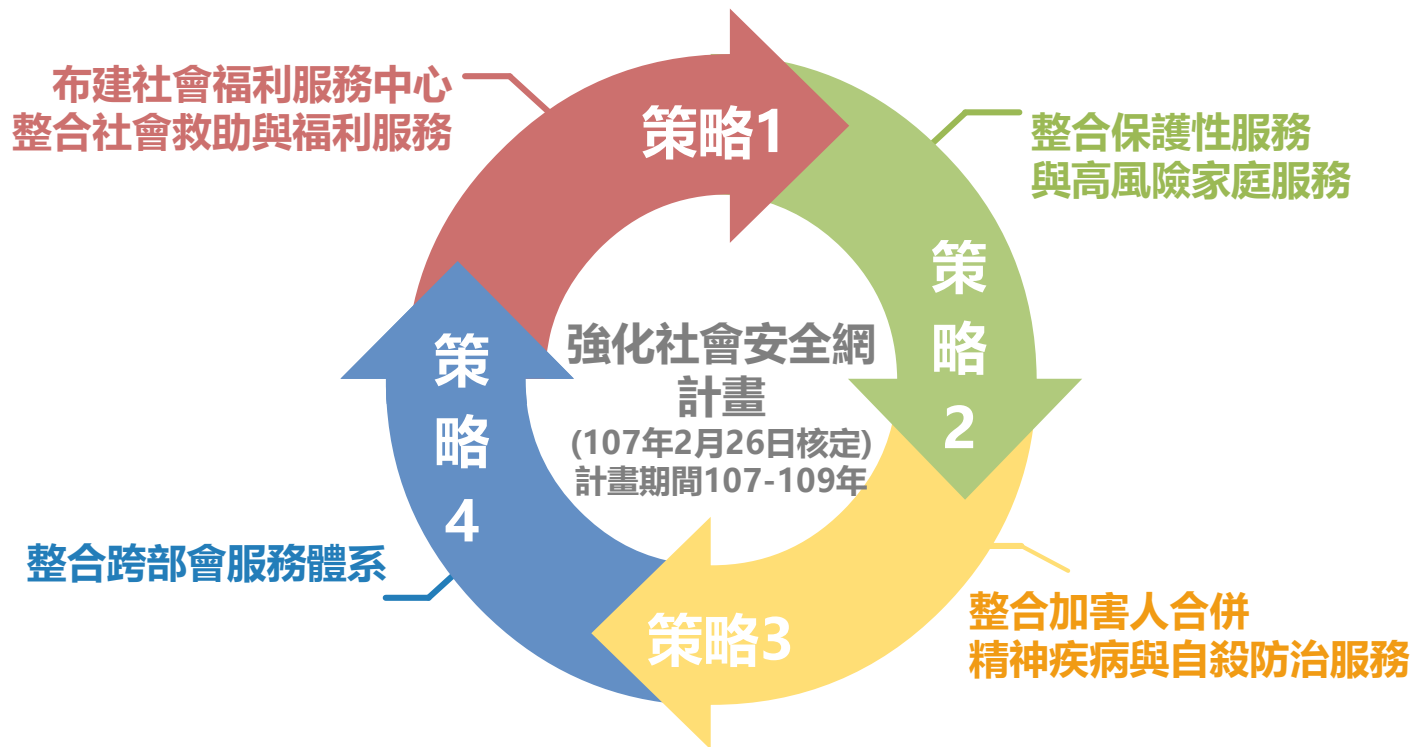 布建社會福利服務中心
整合社會救助與福利服務
策略1
整合保護性服務
與高風險家庭服務
策略2
強化社會安全網
計畫
(107年2月26日核定)
計畫期間107-109年
策略4
整合跨部會服務體系
策略3
整合加害人合併
精神疾病與自殺防治服務